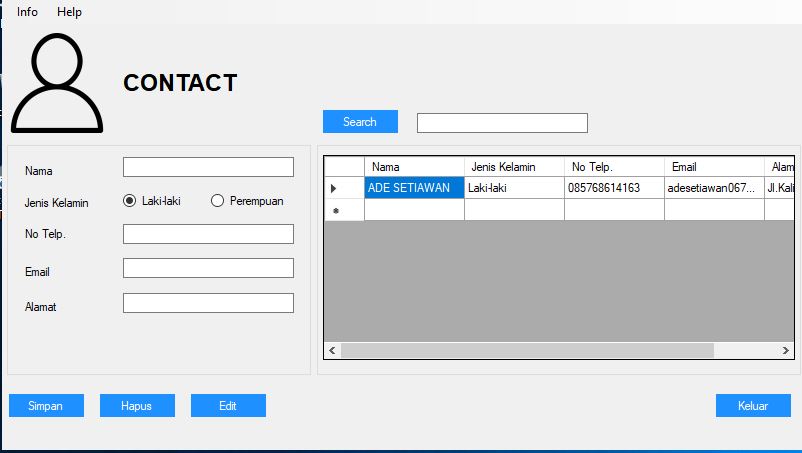 Info Help
CONTACT
Search
Nama
Jenis Kelamin
Laki-laki
Perempuan
No Telp.
Email
Alamat
Nama Jenis Kelamin No Telp. Email Alam
ADE SETIAWAN Laki-laki 085768614163 adesetiawan067... Jl.Kali
Simpan Hapus Edit Keluar